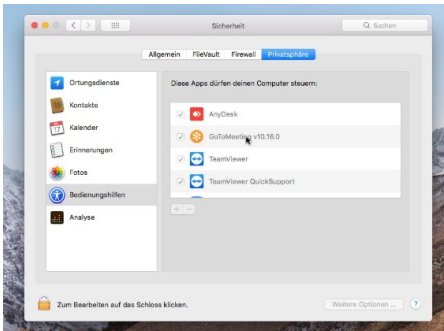 Sicherheit
Suchen
Allgemein FileVault Firewall Privatsphäre
Ortungsdienste
Kontakte
Kalender
17
Erinnerungen
Fotos
Bedienungshilfen
Analyse
Diese Apps dürfen deinen Computer steuern:
AnyDesk
GoToMeeting v10.16.0
TeamViewer
TeamViewer QuickSupport
+ −
Zum Bearbeiten auf das Schloss klicken.
Weitere Optionen ...
?